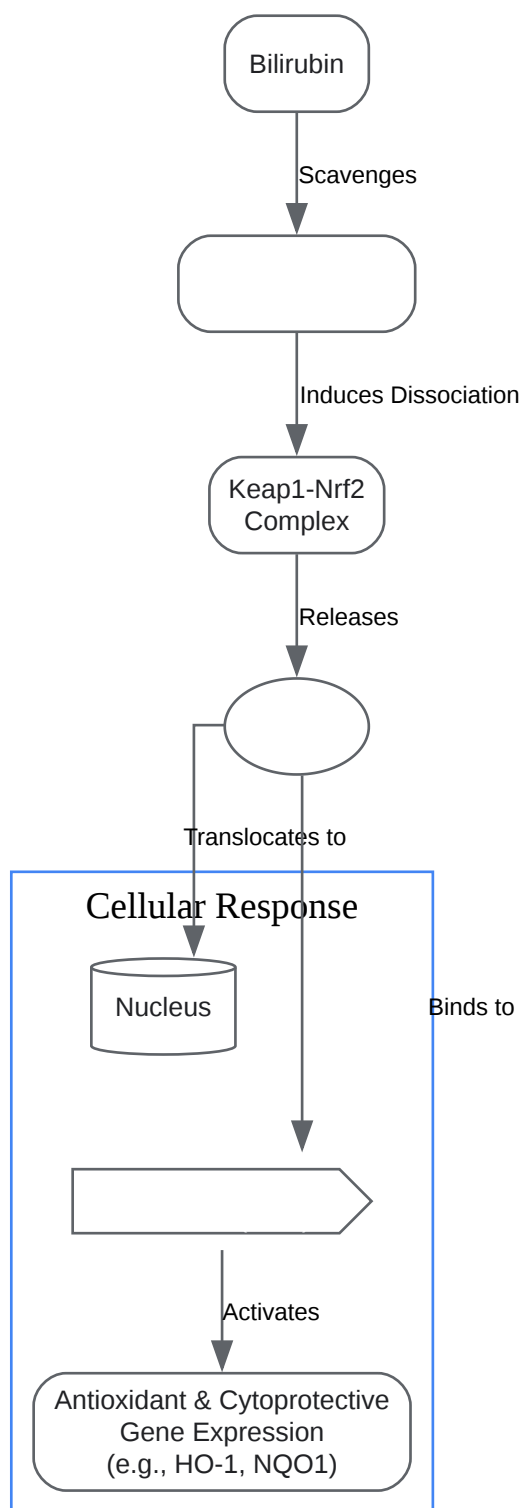 Bilirubin
Scavenges
Induces Dissociation
Keap1-Nrf2
Complex
Releases
Translocates to
Cellular Response
Nucleus
Binds to
Activates
Antioxidant & Cytoprotective
Gene Expression
(e.g., HO-1, NQO1)